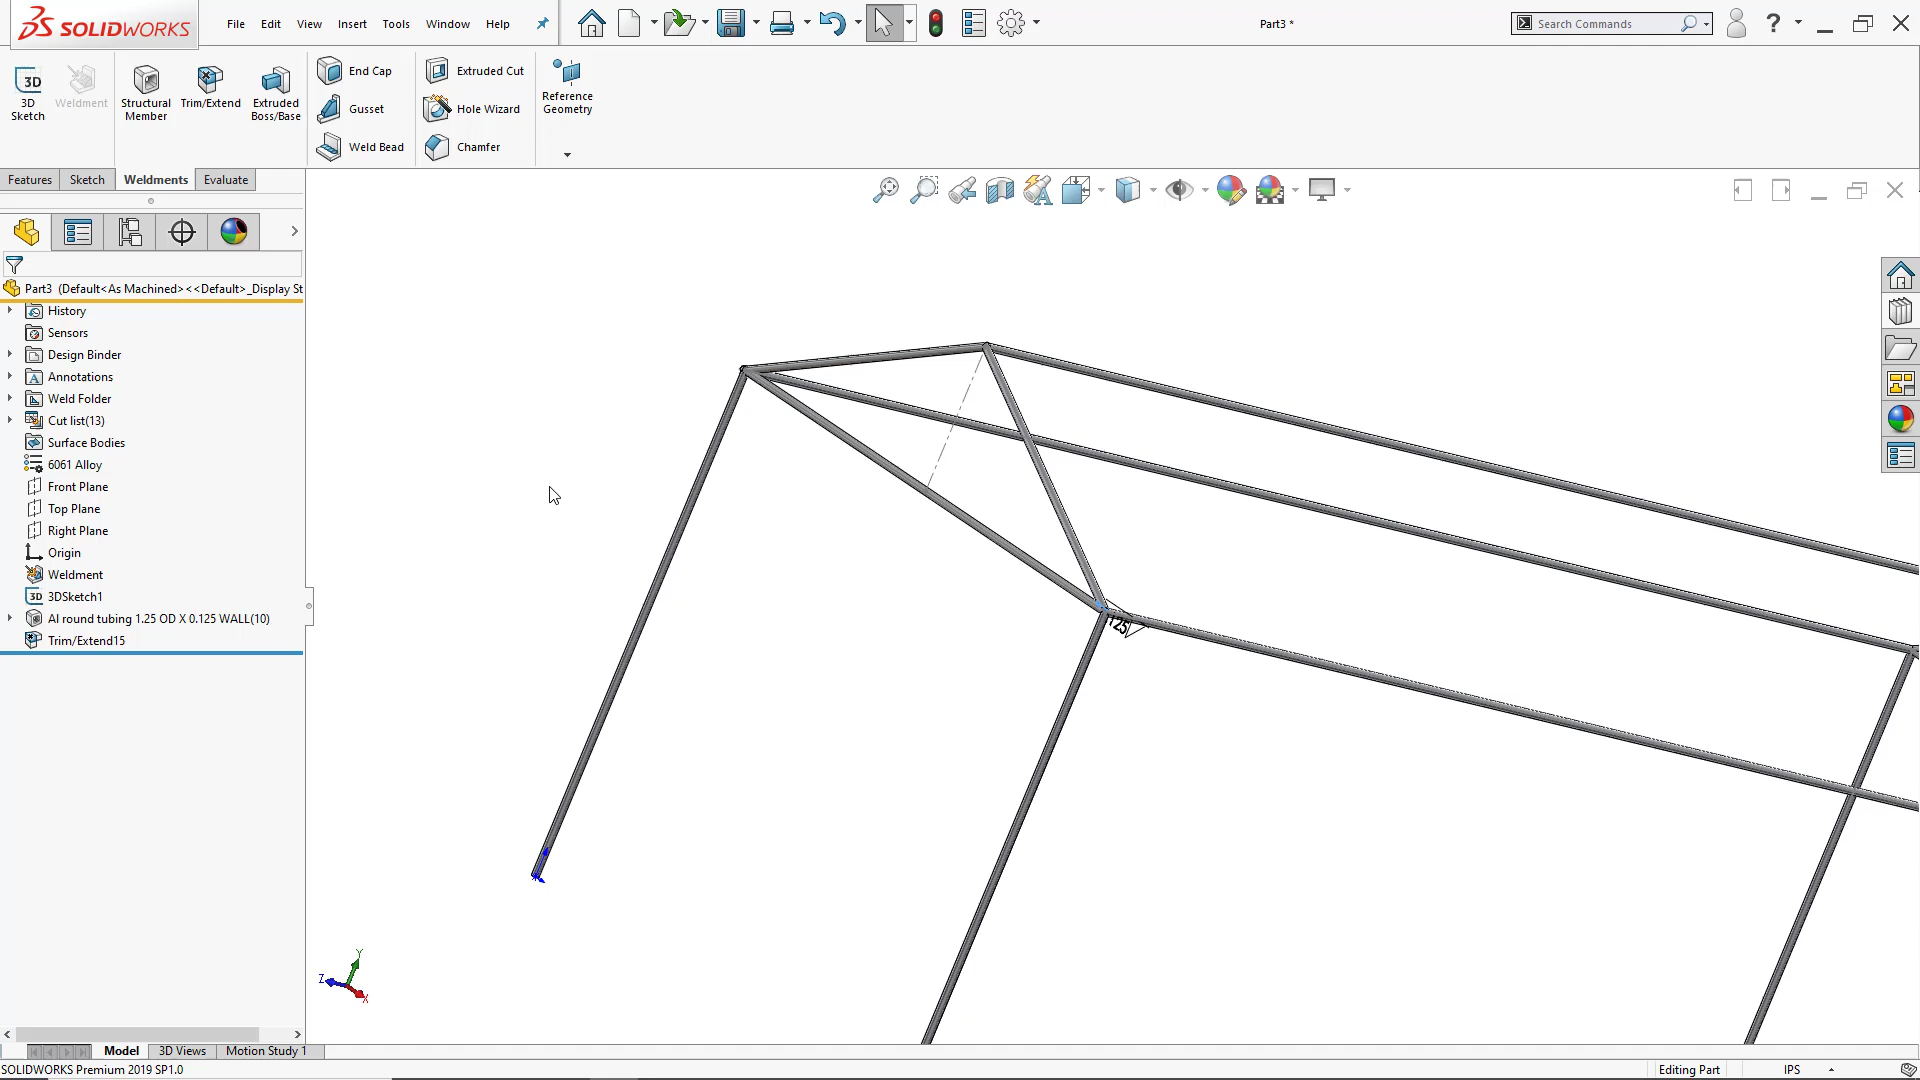 SOLIDWORKS
File Edit View Insert Tools Window Help
Part3 *
Search Commands
3D
3D Sketch
Weldment
Structural Member
Trim/Extend
Extruded Boss/Base
End Cap
Gusset
Weld Bead
Extruded Cut
Hole Wizard
Chamfer
Reference Geometry
Features Sketch Weldments Evaluate
Part3 (Default<As Machined><<Default>_Display St
History
Sensors
Design Binder
Annotations
Weld Folder
Cut list(13)
Surface Bodies
6061 Alloy
Front Plane
Top Plane
Right Plane
Origin
Weldment
3D 3DSketch1
Al round tubing 1.25 OD X 0.125 WALL(10)
Trim/Extend15
Y
Z
X
Model 3D Views Motion Study 1
SOLIDWORKS Premium 2019 SP1.0
Editing Part
IPS